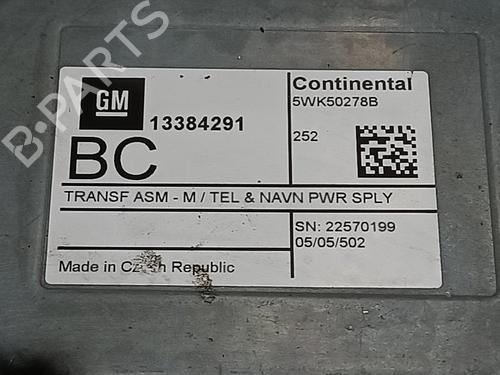 GM
13384291
BC
Continental
5WK50278B
252
TRANSF ASM - M / TEL & NAVN PWR SPLY
SN: 22570199
05/05/502
Made in Czech Republic
B-PARTS